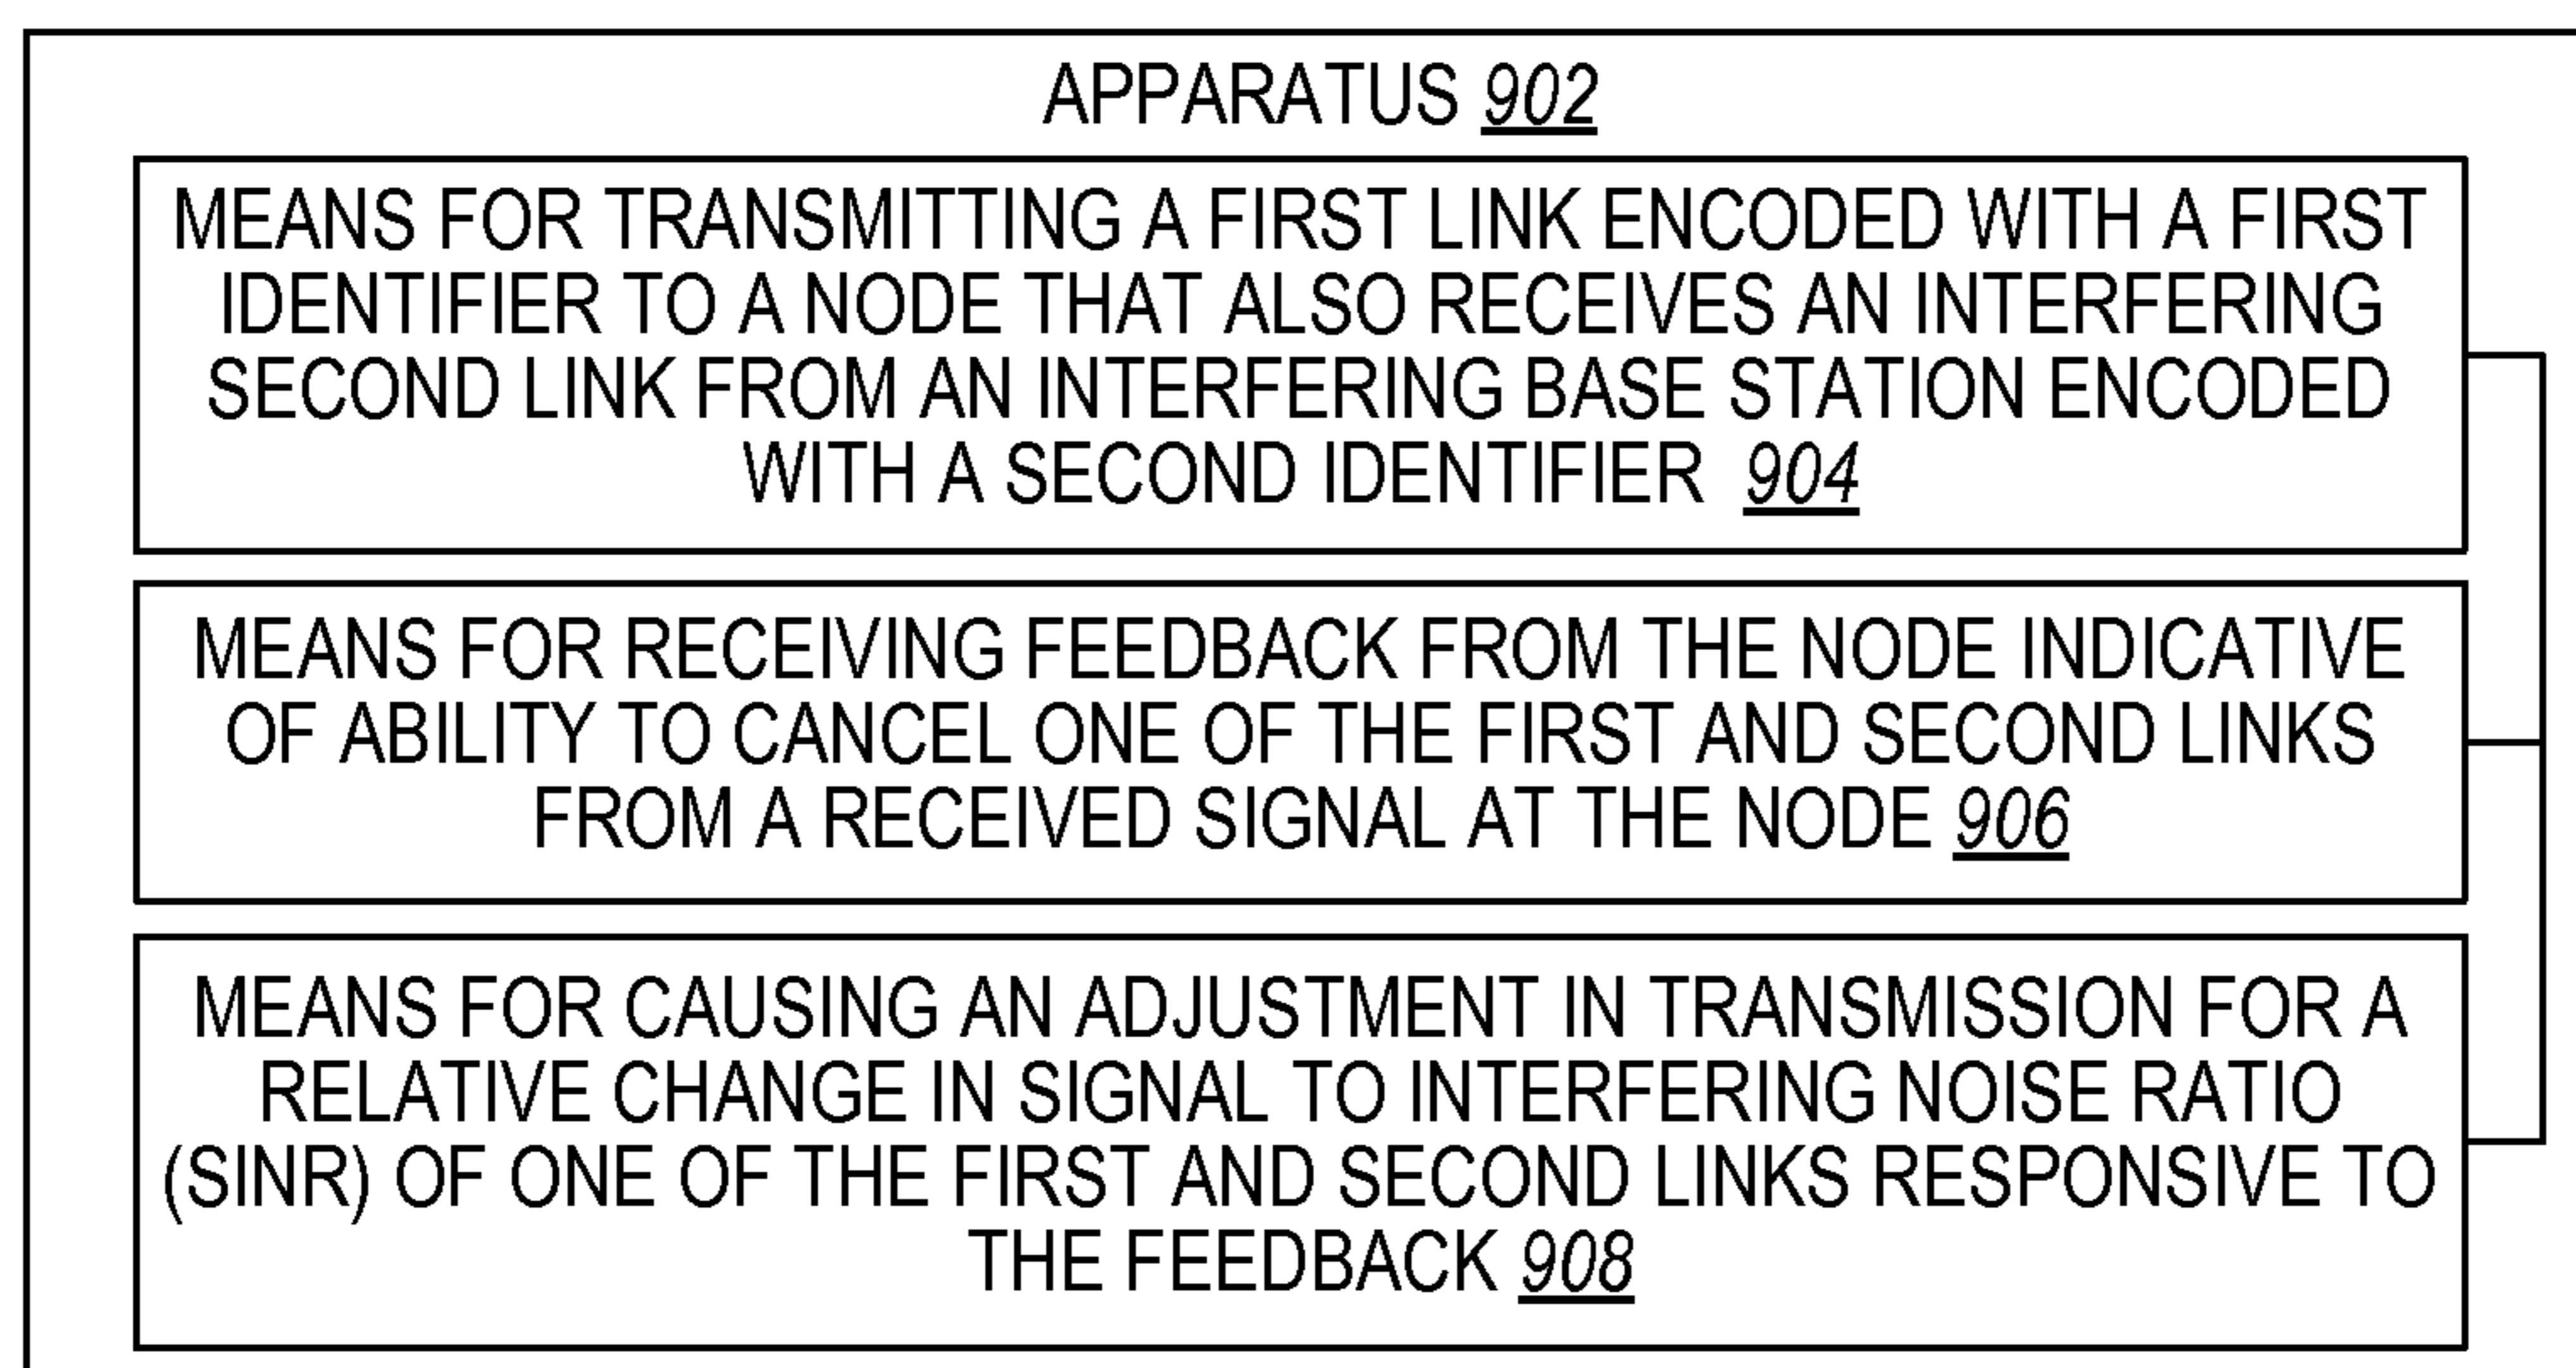 APPARATUS 902
MEANS FOR TRANSMITTING A FIRST LINK ENCODED WITH A FIRST
IDENTIFIER TO A NODE THAT ALSO RECEIVES AN INTERFERING
SECOND LINK FROM AN INTERFERING BASE STATION ENCODED
WITH A SECOND IDENTIFIER 904
MEANS FOR RECEIVING FEEDBACK FROM THE NODE INDICATIVE
OF ABILITY TO CANCEL ONE OF THE FIRST AND SECOND LINKS
FROM A RECEIVED SIGNAL AT THE NODE 906
MEANS FOR CAUSING AN ADJUSTMENT IN TRANSMISSION FOR A
RELATIVE CHANGE IN SIGNAL TO INTERFERING NOISE RATIO
(SINR) OF ONE OF THE FIRST AND SECOND LINKS RESPONSIVE TO
THE FEEDBACK 908